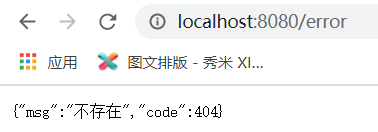 localhost:8080/error
应用 图文排版 - 秀米 XI...
{"msg":"不存在","code":404}